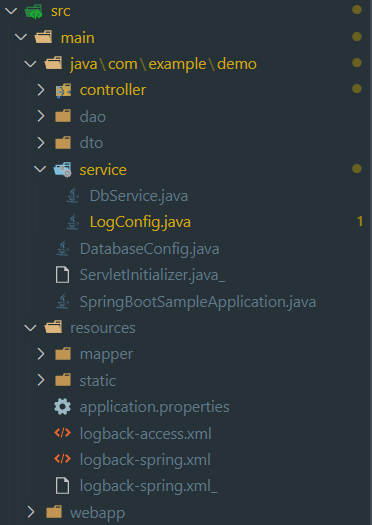 src
main
java\com\example\demo
controller
dao
dto
service
DbService.java
LogConfig.java 1
DatabaseConfig.java
ServletInitializer.java_
SpringBootSampleApplication.java
resources
mapper
static
application.properties
logback-access.xml
logback-spring.xml
logback-spring.xml_
webapp